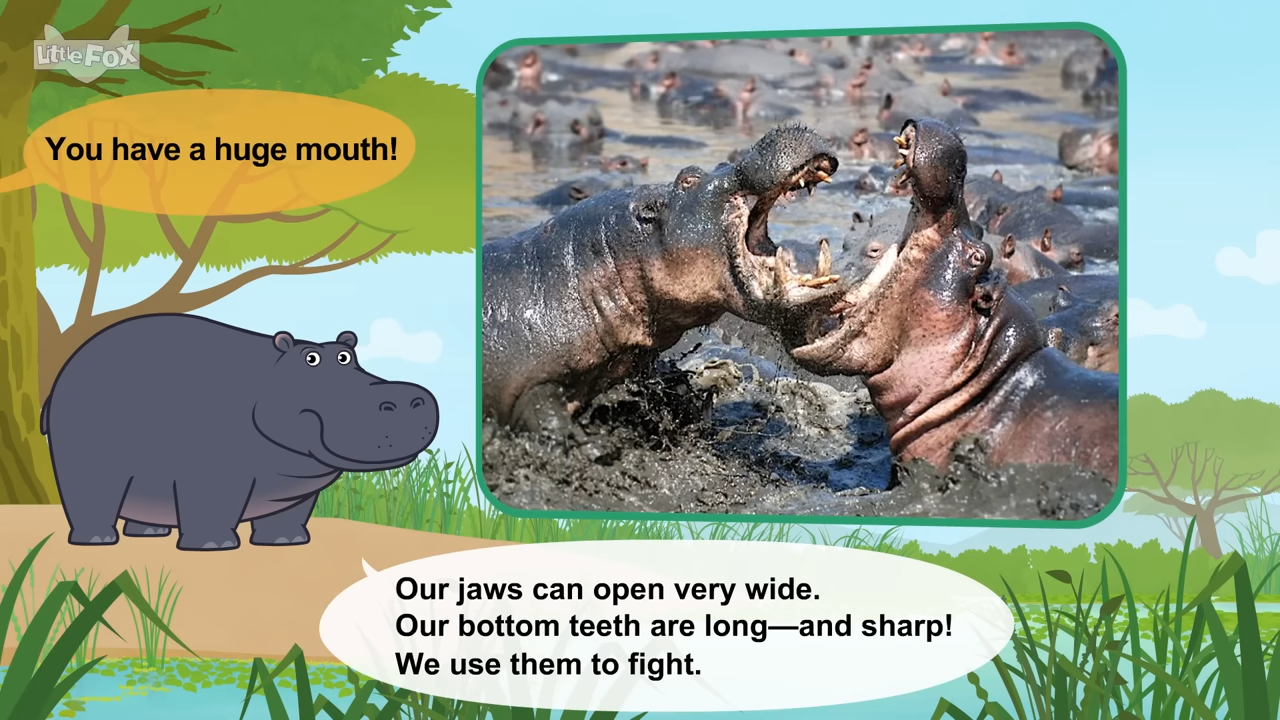 Little Fox
You have a huge mouth!
Our jaws can open very wide.
Our bottom teeth are long—and sharp!
We use them to fight.